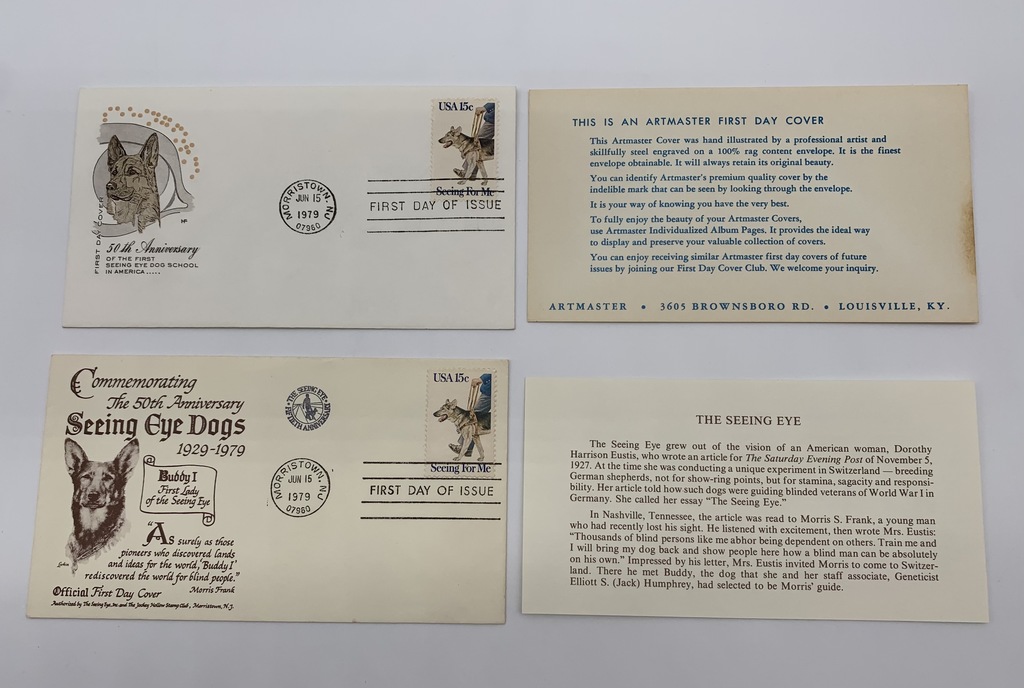 FIRST DAY COVER
HF
50th Anniversary
OF THE FIRST
SEEING EYE DOG SCHOOL
IN AMERICA .....
MORRISTOWN, NJ
JUN 15
1979
07960
USA 15c
Seeing For Me
FIRST DAY OF ISSUE
THIS IS AN ARTMASTER FIRST DAY COVER
This Artmaster Cover was hand illustrated by a professional artist and
skillfully steel engraved on a 100% rag content envelope. It is the finest
envelope obtainable. It will always retain its original beauty.
You can identify Artmaster's premium quality cover by the
indelible mark that can be seen by looking through the envelope.
It is your way of knowing you have the very best.
To fully enjoy the beauty of your Artmaster Covers,
use Artmaster Individualized Album Pages. It provides the ideal way
to display and preserve your valuable collection of covers.
You can enjoy receiving similar Artmaster first day covers of future
issues by joining our First Day Cover Club. We welcome your inquiry.
ARTMASTER • 3605 BROWNSBORO RD. • LOUISVILLE, KY.
Commemorating
The 50th Anniversary
Seeing Eye Dogs
1929-1979
Buddy I
First Lady
of the Seeing Eye
"As surely as those
pioneers who discovered lands
and ideas for the world, 'Buddy I'
rediscovered the world for blind people."
Morris Frank
Official First Day Cover
Authorized by The Seeing Eye, Inc. and The Jockey Hollow Stamp Club, Morristown, N.J.
THE SEEING EYE
FIFTIETH ANNIVERSARY
MORRISTOWN, NJ
JUN 15
1979
07960
USA 15c
Seeing For Me
FIRST DAY OF ISSUE
THE SEEING EYE
The Seeing Eye grew out of the vision of an American woman, Dorothy
Harrison Eustis, who wrote an article for The Saturday Evening Post of November 5,
1927. At the time she was conducting a unique experiment in Switzerland — breeding
German shepherds, not for show-ring points, but for stamina, sagacity and responsi-
bility. Her article told how such dogs were guiding blinded veterans of World War I in
Germany. She called her essay "The Seeing Eye."
In Nashville, Tennessee, the article was read to Morris S. Frank, a young man
who had recently lost his sight. He listened with excitement, then wrote Mrs. Eustis:
"Thousands of blind persons like me abhor being dependent on others. Train me and
I will bring my dog back and show people here how a blind man can be absolutely
on his own." Impressed by his letter, Mrs. Eustis invited Morris to come to Switzer-
land. There he met Buddy, the dog that she and her staff associate, Geneticist
Elliott S. (Jack) Humphrey, had selected to be Morris' guide.